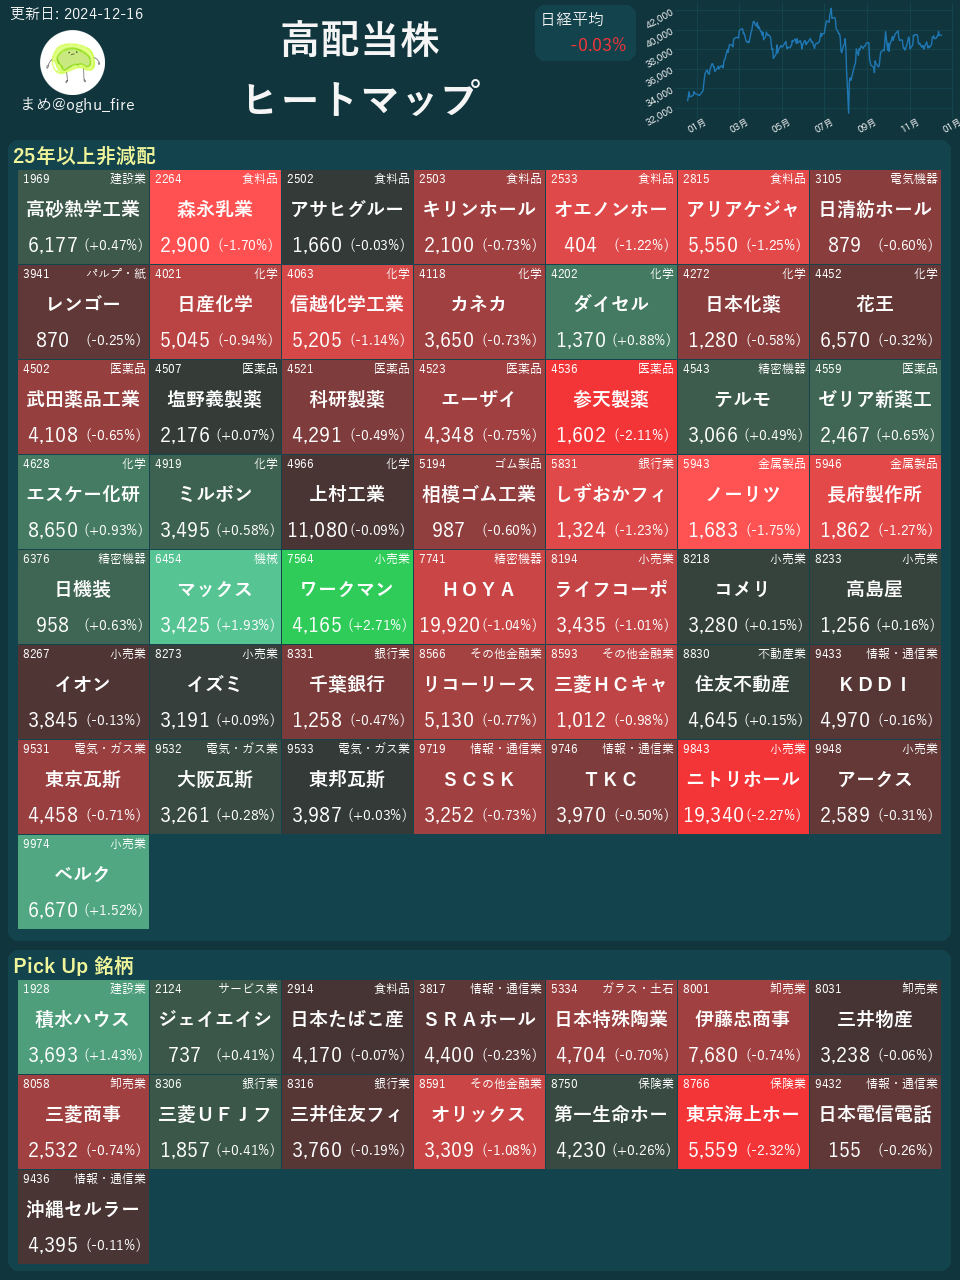 更新日: 2024-12-16
まめ@oghu_fire
高配当株
ヒートマップ
日経平均
-0.03%
42,000
40,000
38,000
36,000
34,000
32,000
01月 03月 05月 07月 09月 11月 01月
25年以上非減配
1969 建設業 2264 食料品 2502 食料品 2503 食料品 2533 食料品 2815 食料品 3105 電気機器
高砂熱学工業 森永乳業 アサヒグルー キリンホール オエノンホー アリアケジャ 日清紡ホール
6,177 (+0.47%) 2,900 (-1.70%) 1,660 (-0.03%) 2,100 (-0.73%) 404 (-1.22%) 5,550 (-1.25%) 879 (-0.60%)
3941 パルプ・紙 4021 化学 4063 化学 4118 化学 4202 化学 4272 化学 4452 化学
レンゴー 日産化学 信越化学工業 カネカ ダイセル 日本化薬 花王
870 (-0.25%) 5,045 (-0.94%) 5,205 (-1.14%) 3,650 (-0.73%) 1,370 (+0.88%) 1,280 (-0.58%) 6,570 (-0.32%)
4502 医薬品 4507 医薬品 4521 医薬品 4523 医薬品 4536 医薬品 4543 精密機器 4559 医薬品
武田薬品工業 塩野義製薬 科研製薬 エーザイ 参天製薬 テルモ ゼリア新薬工
4,108 (-0.65%) 2,176 (+0.07%) 4,291 (-0.49%) 4,348 (-0.75%) 1,602 (-2.11%) 3,066 (+0.49%) 2,467 (+0.65%)
4628 化学 4919 化学 4966 化学 5194 ゴム製品 5831 銀行業 5943 金属製品 5946 金属製品
エスケー化研 ミルボン 上村工業 相模ゴム工業 しずおかフィ ノーリツ 長府製作所
8,650 (+0.93%) 3,495 (+0.58%) 11,080 (-0.09%) 987 (-0.60%) 1,324 (-1.23%) 1,683 (-1.75%) 1,862 (-1.27%)
6376 精密機器 6454 機械 7564 小売業 7741 精密機器 8194 小売業 8218 小売業 8233 小売業
日機装 マックス ワークマン ＨＯＹＡ ライフコーポ コメリ 高島屋
958 (+0.63%) 3,425 (+1.93%) 4,165 (+2.71%) 19,920 (-1.04%) 3,435 (-1.01%) 3,280 (+0.15%) 1,256 (+0.16%)
8267 小売業 8273 小売業 8331 銀行業 8566 その他金融業 8593 その他金融業 8830 不動産業 9433 情報・通信業
イオン イズミ 千葉銀行 リコーリース 三菱ＨＣキャ 住友不動産 ＫＤＤＩ
3,845 (-0.13%) 3,191 (+0.09%) 1,258 (-0.47%) 5,130 (-0.77%) 1,012 (-0.98%) 4,645 (+0.15%) 4,970 (-0.16%)
9531 電気・ガス業 9532 電気・ガス業 9533 電気・ガス業 9719 情報・通信業 9746 情報・通信業 9843 小売業 9948 小売業
東京瓦斯 大阪瓦斯 東邦瓦斯 ＳＣＳＫ ＴＫＣ ニトリホール アークス
4,458 (-0.71%) 3,261 (+0.28%) 3,987 (+0.03%) 3,252 (-0.73%) 3,970 (-0.50%) 19,340 (-2.27%) 2,589 (-0.31%)
9974 小売業
ベルク
6,670 (+1.52%)
Pick Up 銘柄
1928 建設業 2124 サービス業 2914 食料品 3817 情報・通信業 5334 ガラス・土石 8001 卸売業 8031 卸売業
積水ハウス ジェイエイシ 日本たばこ産 ＳＲＡホール 日本特殊陶業 伊藤忠商事 三井物産
3,693 (+1.43%) 737 (+0.41%) 4,170 (-0.07%) 4,400 (-0.23%) 4,704 (-0.70%) 7,680 (-0.74%) 3,238 (-0.06%)
8058 卸売業 8306 銀行業 8316 銀行業 8591 その他金融業 8750 保険業 8766 保険業 9432 情報・通信業
三菱商事 三菱ＵＦＪフ 三井住友フィ オリックス 第一生命ホー 東京海上ホー 日本電信電話
2,532 (-0.74%) 1,857 (+0.41%) 3,760 (-0.19%) 3,309 (-1.08%) 4,230 (+0.26%) 5,559 (-2.32%) 155 (-0.26%)
9436 情報・通信業
沖縄セルラー
4,395 (-0.11%)